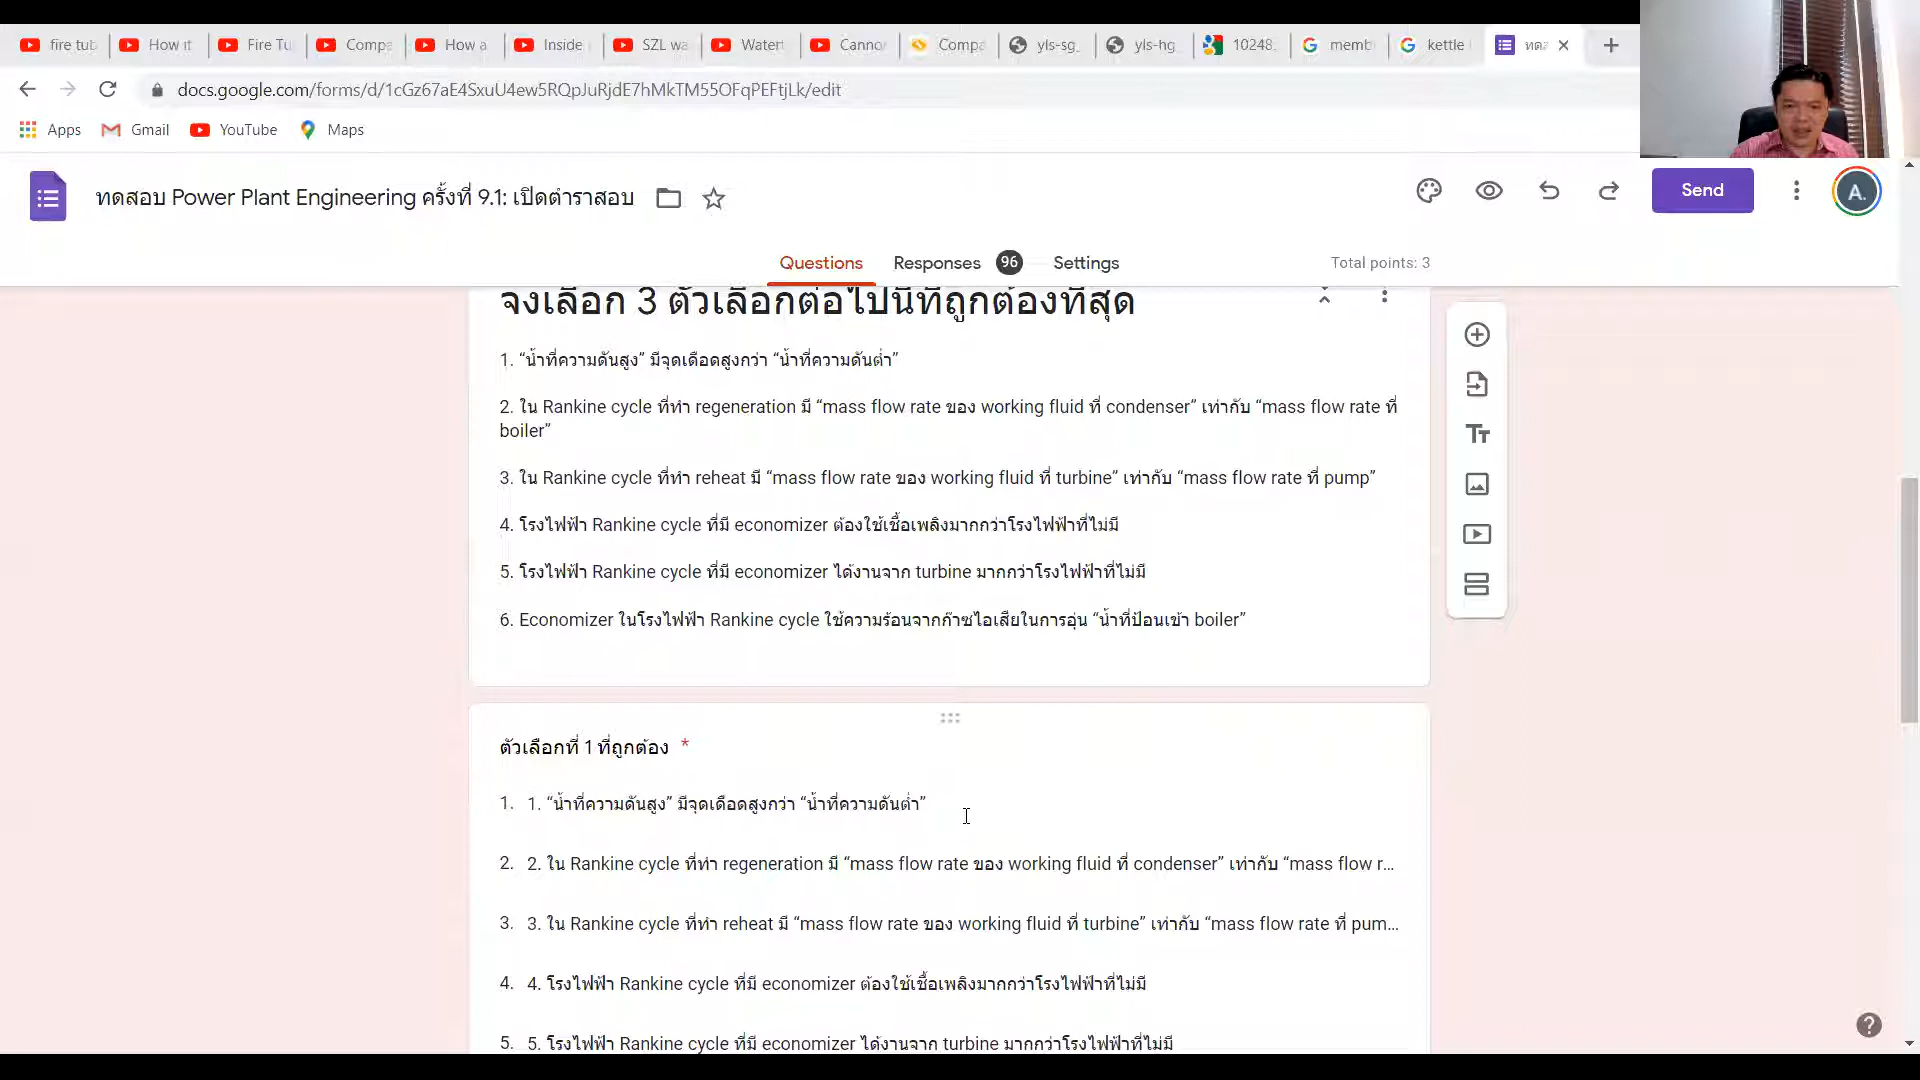 fire tub
How it
Fire Tu
Compa
How a
Inside
SZL wa
Watert
Cannor
Compa
yls-sg_
yls-hg_
10248.
memb
kettle
ทดส
docs.google.com/forms/d/1cGz67aE4SxuU4ew5RQpJuRjdE7hMkTM55OFqPEFtjLk/edit
Apps
Gmail
YouTube
Maps
ทดสอบ Power Plant Engineering ครั้งที่ 9.1: เปิดตำราสอบ
Send
A.
Questions
Responses 96
Settings
Total points: 3
จงเลือก 3 ตัวเลือกต่อไปนี้ที่ถูกต้องที่สุด
1. “น้ำที่ความดันสูง” มีจุดเดือดสูงกว่า “น้ำที่ความดันต่ำ”
2. ใน Rankine cycle ที่ทำ regeneration มี “mass flow rate ของ working fluid ที่ condenser” เท่ากับ “mass flow rate ที่
boiler”
3. ใน Rankine cycle ที่ทำ reheat มี “mass flow rate ของ working fluid ที่ turbine” เท่ากับ “mass flow rate ที่ pump”
4. โรงไฟฟ้า Rankine cycle ที่มี economizer ต้องใช้เชื้อเพลิงมากกว่าโรงไฟฟ้าที่ไม่มี
5. โรงไฟฟ้า Rankine cycle ที่มี economizer ได้งานจาก turbine มากกว่าโรงไฟฟ้าที่ไม่มี
6. Economizer ในโรงไฟฟ้า Rankine cycle ใช้ความร้อนจากก๊าซไอเสียในการอุ่น “น้ำที่ป้อนเข้า boiler”
ตัวเลือกที่ 1 ที่ถูกต้อง *
1. 1. “น้ำที่ความดันสูง” มีจุดเดือดสูงกว่า “น้ำที่ความดันต่ำ”
2. 2. ใน Rankine cycle ที่ทำ regeneration มี “mass flow rate ของ working fluid ที่ condenser” เท่ากับ “mass flow r...
3. 3. ใน Rankine cycle ที่ทำ reheat มี “mass flow rate ของ working fluid ที่ turbine” เท่ากับ “mass flow rate ที่ pum...
4. 4. โรงไฟฟ้า Rankine cycle ที่มี economizer ต้องใช้เชื้อเพลิงมากกว่าโรงไฟฟ้าที่ไม่มี
5. 5. โรงไฟฟ้า Rankine cycle ที่มี economizer ได้งานจาก turbine มากกว่าโรงไฟฟ้าที่ไม่มี